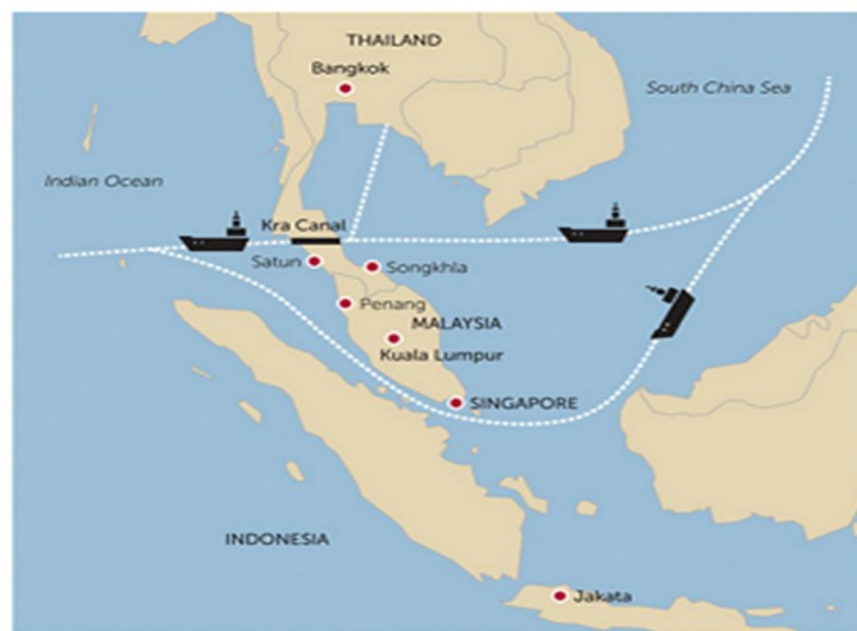 THAILAND
Bangkok
South China Sea
Indian Ocean
Kra Canal
Satun
Songkhla
Penang
MALAYSIA
Kuala Lumpur
SINGAPORE
INDONESIA
Jakata